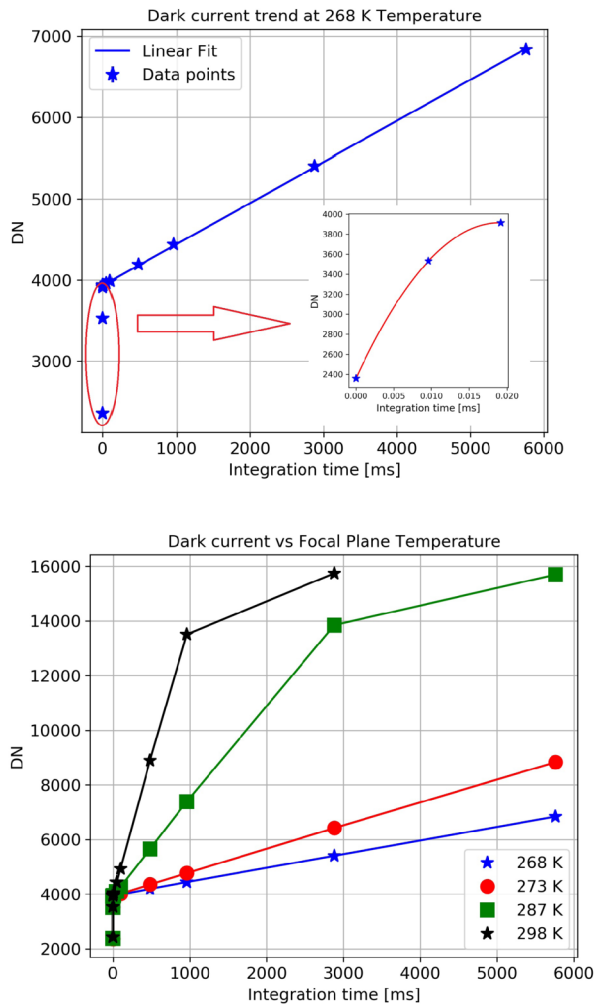 Dark current trend at 268 K Temperature
7000
6000
5000
4000
3000
DN
Linear Fit
Data points
4000
3800
3600
3400
3200
3000
2800
2600
2400
DN
0.000 0.005 0.010 0.015 0.020
Integration time [ms]
0 1000 2000 3000 4000 5000 6000
Integration time [ms]
Dark current vs Focal Plane Temperature
16000
14000
12000
10000
8000
6000
4000
2000
DN
268 K
273 K
287 K
298 K
0 1000 2000 3000 4000 5000 6000
Integration time [ms]